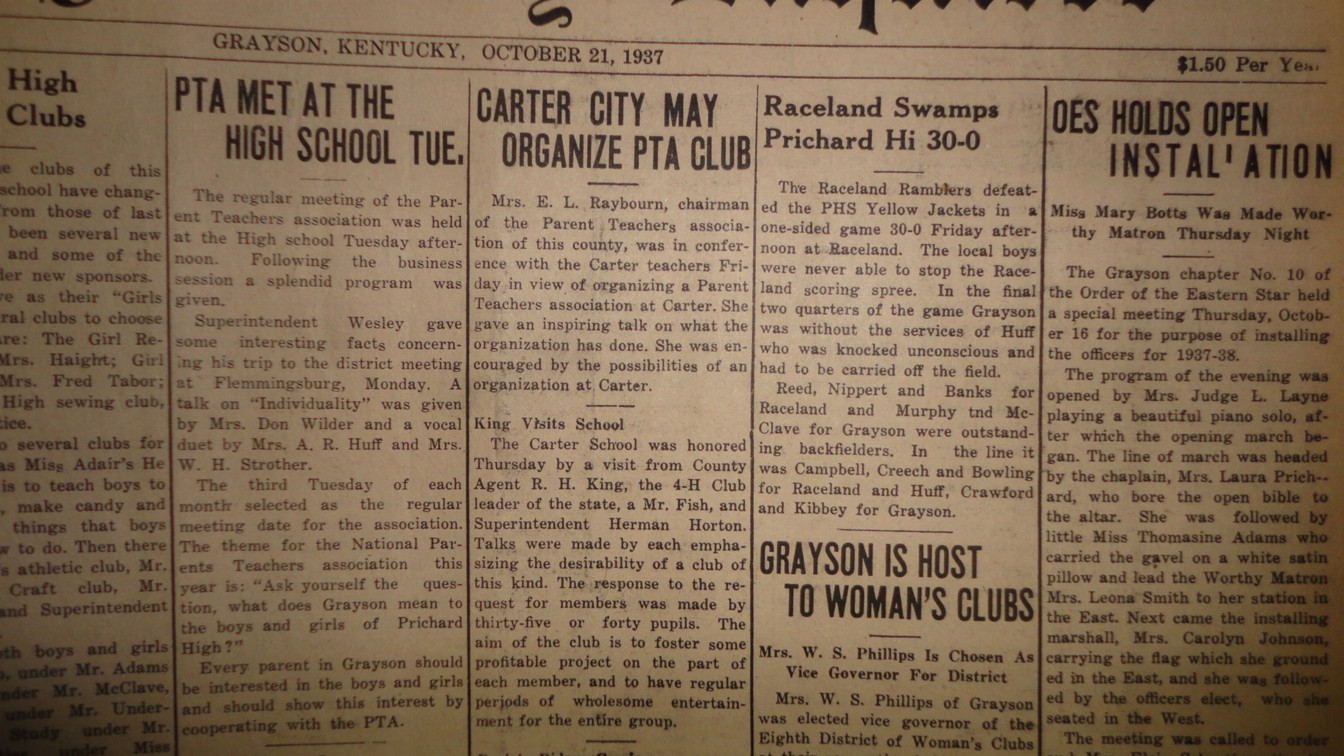 GRAYSON, KENTUCKY, OCTOBER 21, 1937
$1.50 Per Year
High
Clubs
clubs of this
school have chang-
from those of last
been several new
and some of the
new sponsors.
as their "Girls
clubs to choose
The Girl Re-
Mrs. Haight; Girl
Mrs. Fred Tabor;
High sewing club,
several clubs for
as Miss Adair's He
is to teach boys to
, make candy and
things that boys
to do. Then there
athletic club, Mr.
Craft club, Mr.
and Superintendent
boys and girls
, under Mr. Adams
under Mr. McClave,
under Mr. Under-
Study under Mr.
under Miss
PTA MET AT THE
HIGH SCHOOL TUE.
The regular meeting of the Par-
ent Teachers association was held
at the High school Tuesday after-
noon. Following the business
session a splendid program was
given.
Superintendent Wesley gave
some interesting facts concern-
ing his trip to the district meeting
at Flemmingsburg, Monday. A
talk on "Individuality" was given
by Mrs. Don Wilder and a vocal
duet by Mrs. A. R. Huff and Mrs.
W. H. Strother.
The third Tuesday of each
month selected as the regular
meeting date for the association.
The theme for the National Par-
ents Teachers association this
year is: "Ask yourself the ques-
tion, what does Grayson mean to
the boys and girls of Prichard
High?"
Every parent in Grayson should
be interested in the boys and girls
and should show this interest by
cooperating with the PTA.
CARTER CITY MAY
ORGANIZE PTA CLUB
Mrs. E. L. Raybourn, chairman
of the Parent Teachers associa-
tion of this county, was in confer-
ence with the Carter teachers Fri-
day in view of organizing a Parent
Teachers association at Carter. She
gave an inspiring talk on what the
organization has done. She was en-
couraged by the possibilities of an
organization at Carter.
King Visits School
The Carter School was honored
Thursday by a visit from County
Agent R. H. King, the 4-H Club
leader of the state, a Mr. Fish, and
Superintendent Herman Horton.
Talks were made by each empha-
sizing the desirability of a club of
this kind. The response to the re-
quest for members was made by
thirty-five or forty pupils. The
aim of the club is to foster some
profitable project on the part of
each member, and to have regular
periods of wholesome entertain-
ment for the entire group.
Raceland Swamps
Prichard Hi 30-0
The Raceland Ramblers defeat-
ed the PHS Yellow Jackets in a
one-sided game 30-0 Friday after-
noon at Raceland. The local boys
were never able to stop the Race-
land scoring spree. In the final
two quarters of the game Grayson
was without the services of Huff
who was knocked unconscious and
had to be carried off the field.
Reed, Nippert and Banks for
Raceland and Murphy tnd Mc-
Clave for Grayson were outstand-
ing backfielders. In the line it
was Campbell, Creech and Bowling
for Raceland and Huff, Crawford
and Kibbey for Grayson.
GRAYSON IS HOST
TO WOMAN'S CLUBS
Mrs. W. S. Phillips Is Chosen As
Vice Governor For District
Mrs. W. S. Phillips of Grayson
was elected vice governor of the
Eighth District of Woman's Clubs
OES HOLDS OPEN
INSTALLATION
Miss Mary Botts Was Made Wor-
thy Matron Thursday Night
The Grayson chapter No. 10 of
the Order of the Eastern Star held
a special meeting Thursday, Octob-
er 16 for the purpose of installing
the officers for 1937-38.
The program of the evening was
opened by Mrs. Judge L. Layne
playing a beautiful piano solo, af-
ter which the opening march be-
gan. The line of march was headed
by the chaplain, Mrs. Laura Prich--
ard, who bore the open bible to
the altar. She was followed by
little Miss Thomasine Adams who
carried the gavel on a white satin
pillow and lead the Worthy Matron
Mrs. Leona Smith to her station in
the East. Next came the installing
marshall, Mrs. Carolyn Johnson,
carrying the flag which she ground
ed in the East, and she was follow-
ed by the officers elect, who she
seated in the West.
The meeting was called to order